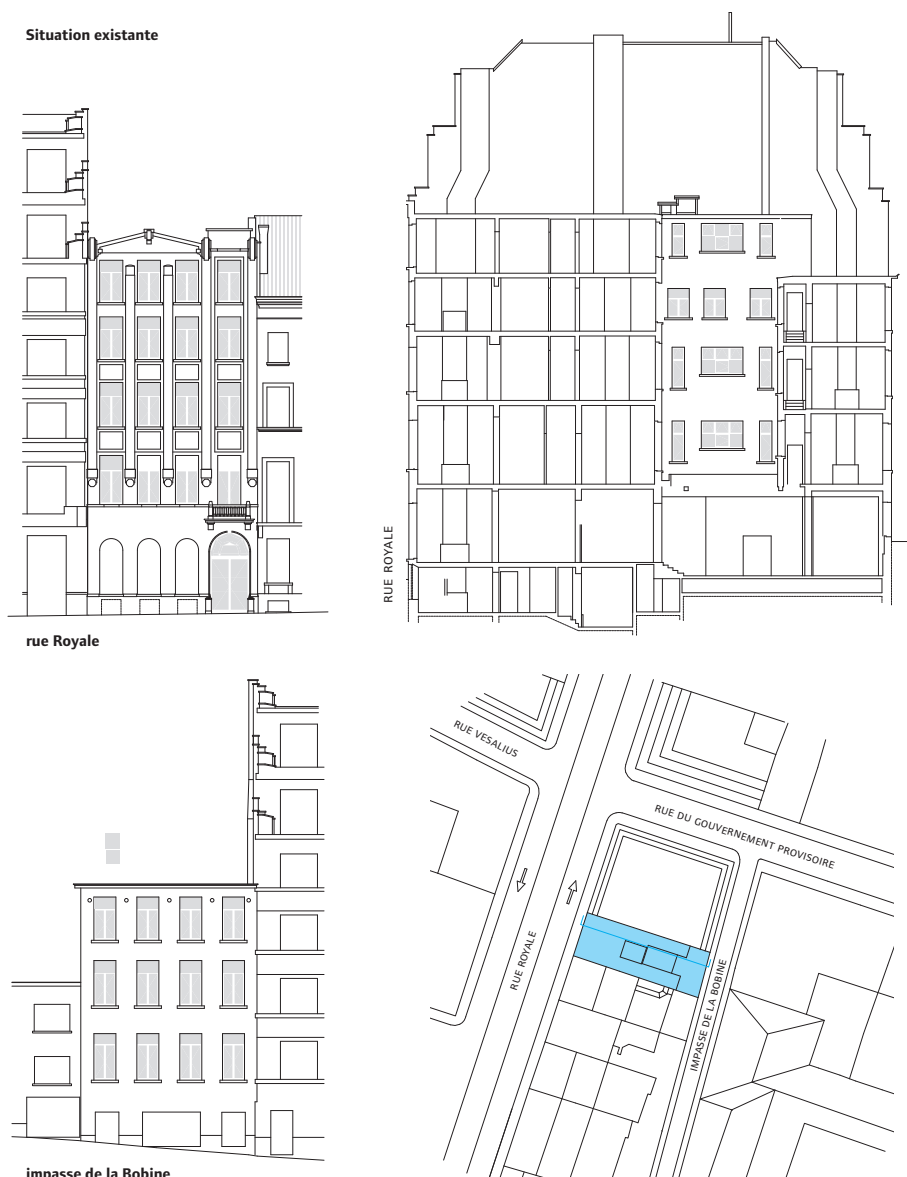 Situation existante
RUE ROYALE
rue Royale
RUE VESALIUS
RUE DU GOUVERNEMENT PROVISOIRE
RUE ROYALE
IMPASSE DE LA BOBINE
impasse de la Bobine